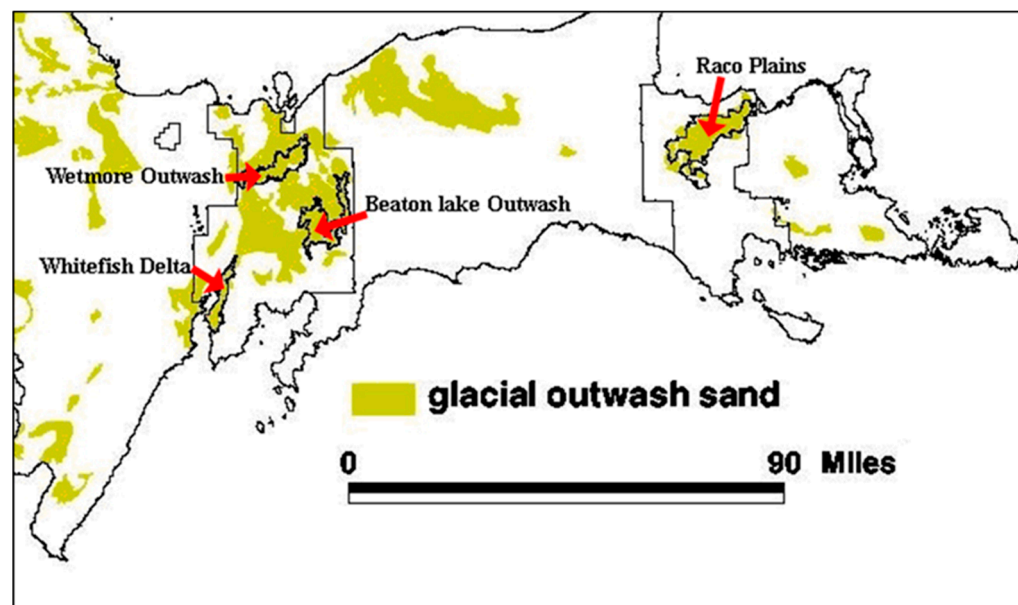 Raco Plains
Wetmore Outwash
Beaton lake Outwash
Whitefish Delta
glacial outwash sand
0 90 Miles